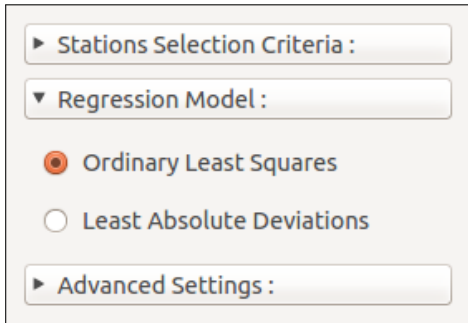 Stations Selection Criteria :
Regression Model :
Ordinary Least Squares
Least Absolute Deviations
Advanced Settings :